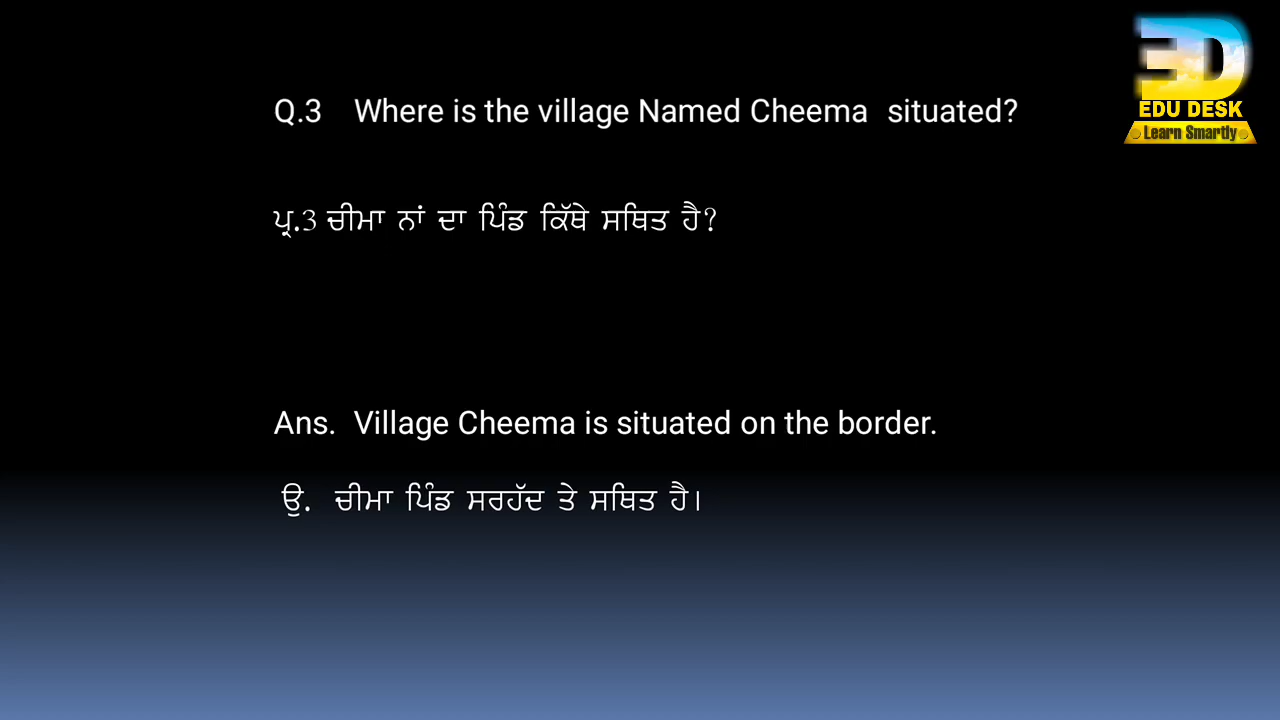 Q.3 Where is the village Named Cheema situated?
ਪ੍ਰ.3 ਚੀਮਾ ਨਾਂ ਦਾ ਪਿੰਡ ਕਿੱਥੇ ਸਥਿਤ ਹੈ?
Ans. Village Cheema is situated on the border.
ਉ. ਚੀਮਾ ਪਿੰਡ ਸਰਹੱਦ ਤੇ ਸਥਿਤ ਹੈ।
ED
EDU DESK
Learn Smartly